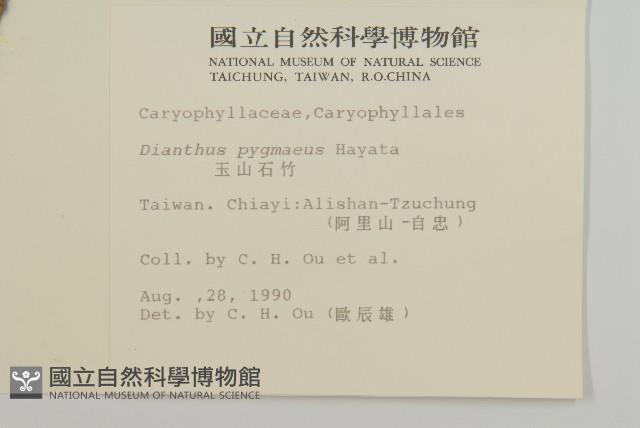 國立自然科學博物館
NATIONAL MUSEUM OF NATURAL SCIENCE
TAICHUNG, TAIWAN, R.O.CHINA
Caryophyllaceae,Caryophyllales
Dianthus pygmaeus Hayata
玉山石竹
Taiwan. Chiayi:Alishan-Tzuchung
(阿里山-自忠)
Coll. by C. H. Ou et al.
Aug. ,28, 1990
Det. by C. H. Ou (歐辰雄)
國立自然科學博物館
NATIONAL MUSEUM OF NATURAL SCIENCE